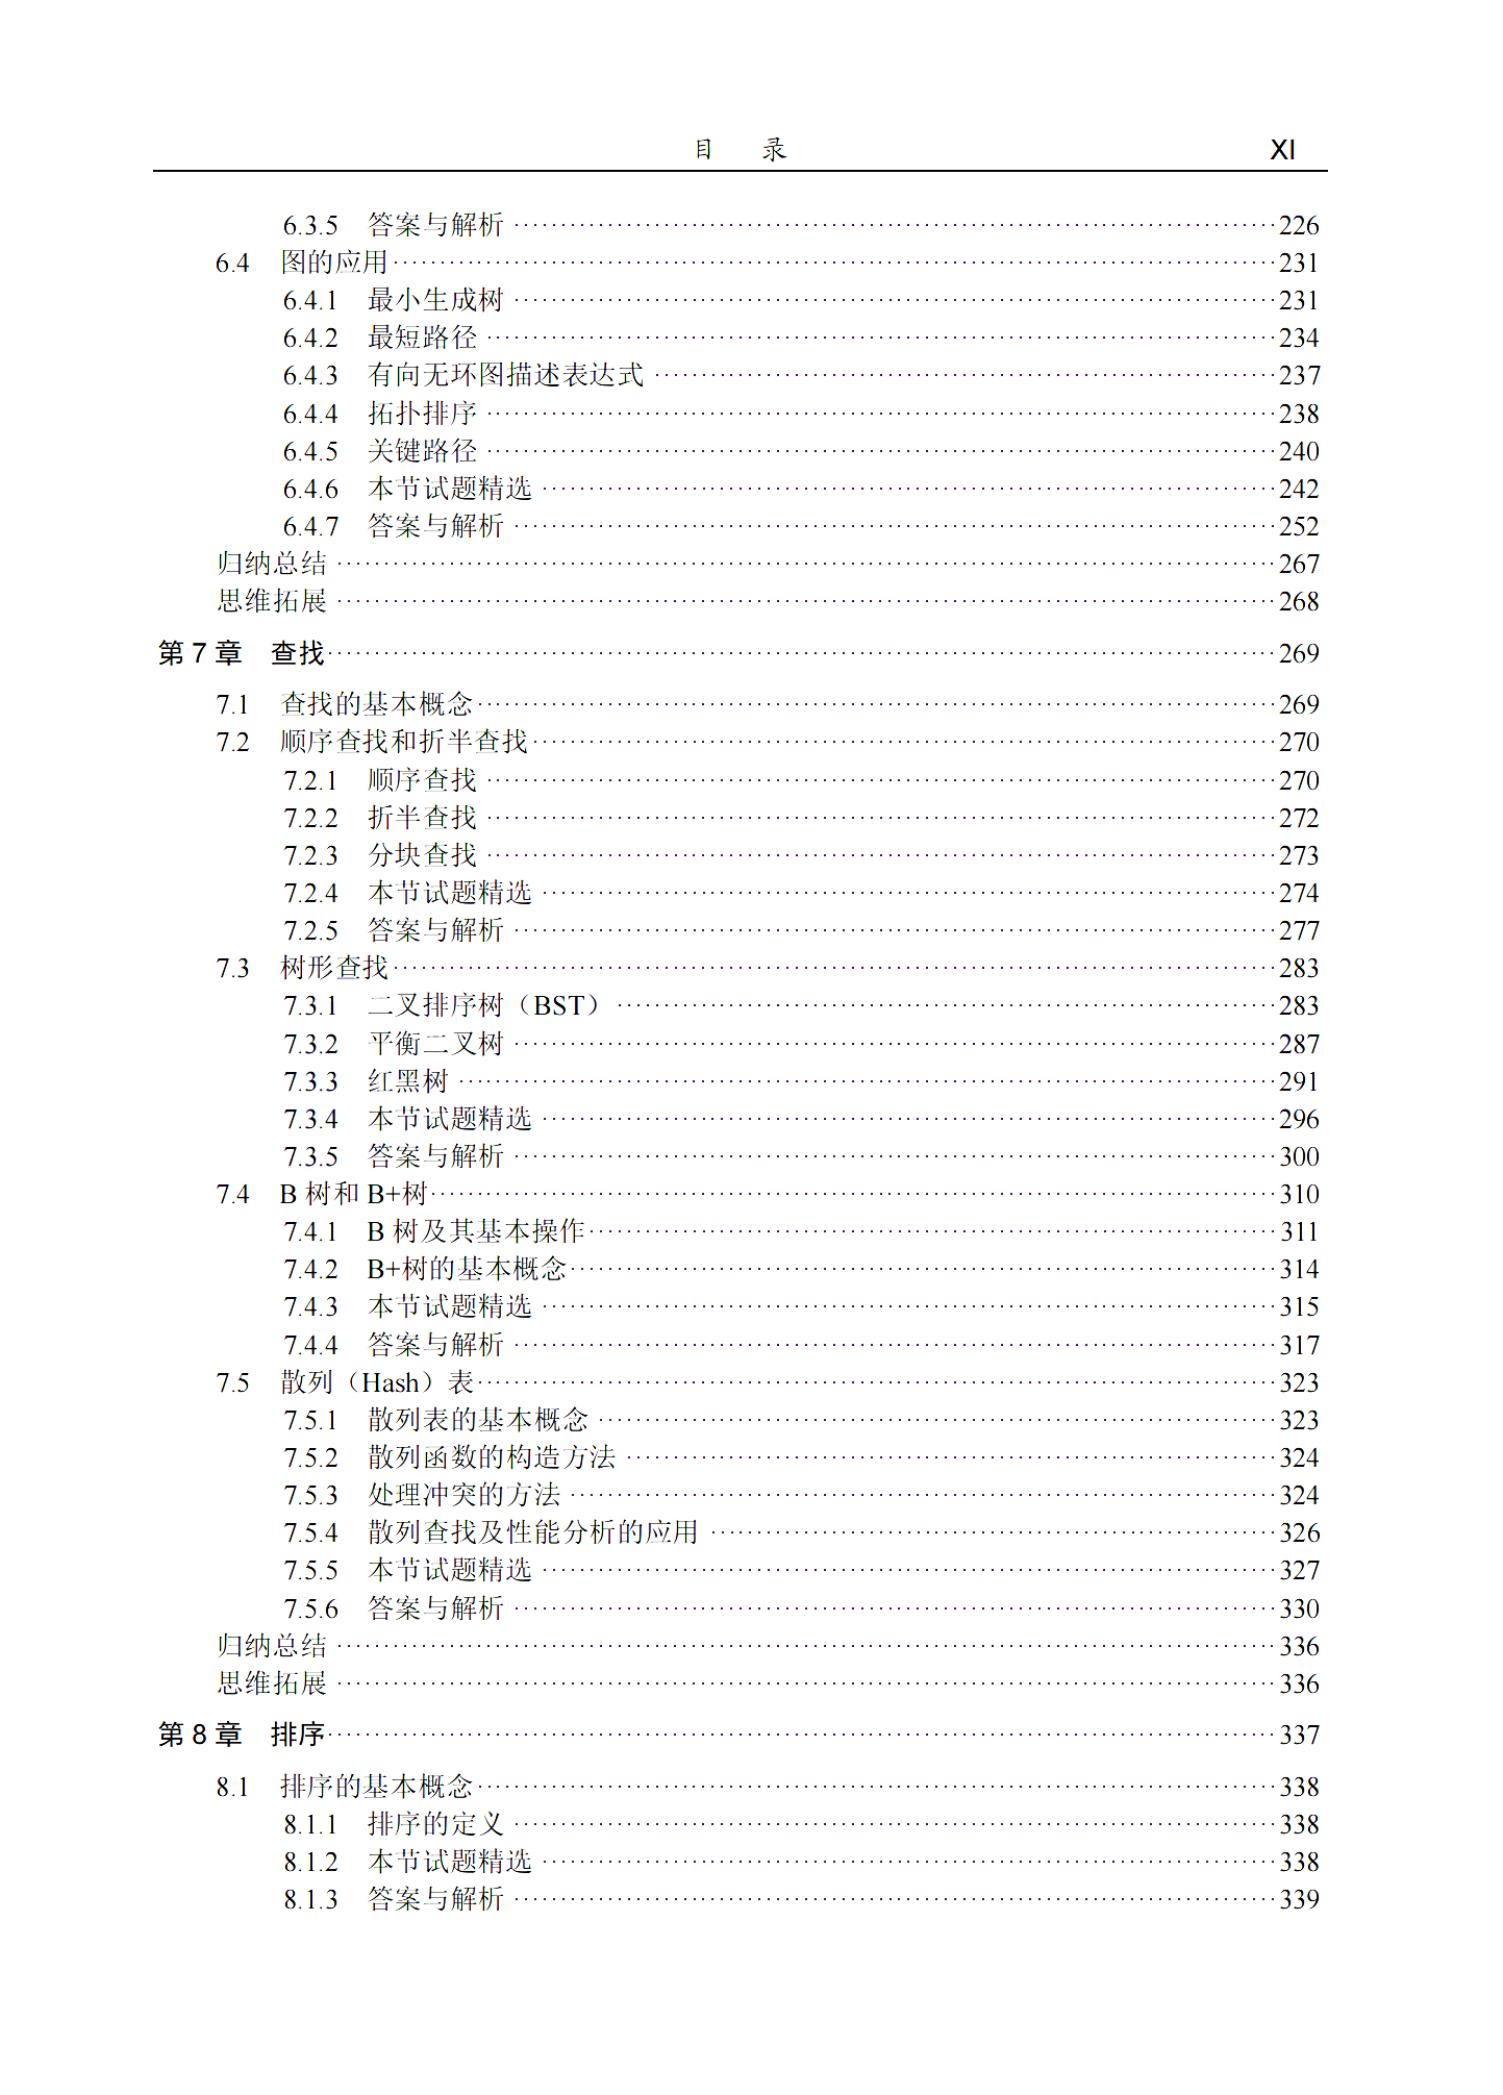 目 录 XI
6.3.5 答案与解析 226
6.4 图的应用 231
6.4.1 最小生成树 231
6.4.2 最短路径 234
6.4.3 有向无环图描述表达式 237
6.4.4 拓扑排序 238
6.4.5 关键路径 240
6.4.6 本节试题精选 242
6.4.7 答案与解析 252
归纳总结 267
思维拓展 268
第 7 章 查找 269
7.1 查找的基本概念 269
7.2 顺序查找和折半查找 270
7.2.1 顺序查找 270
7.2.2 折半查找 272
7.2.3 分块查找 273
7.2.4 本节试题精选 274
7.2.5 答案与解析 277
7.3 树形查找 283
7.3.1 二叉排序树（BST） 283
7.3.2 平衡二叉树 287
7.3.3 红黑树 291
7.3.4 本节试题精选 296
7.3.5 答案与解析 300
7.4 B 树和 B+树 310
7.4.1 B 树及其基本操作 311
7.4.2 B+树的基本概念 314
7.4.3 本节试题精选 315
7.4.4 答案与解析 317
7.5 散列（Hash）表 323
7.5.1 散列表的基本概念 323
7.5.2 散列函数的构造方法 324
7.5.3 处理冲突的方法 324
7.5.4 散列查找及性能分析的应用 326
7.5.5 本节试题精选 327
7.5.6 答案与解析 330
归纳总结 336
思维拓展 336
第 8 章 排序 337
8.1 排序的基本概念 338
8.1.1 排序的定义 338
8.1.2 本节试题精选 338
8.1.3 答案与解析 339